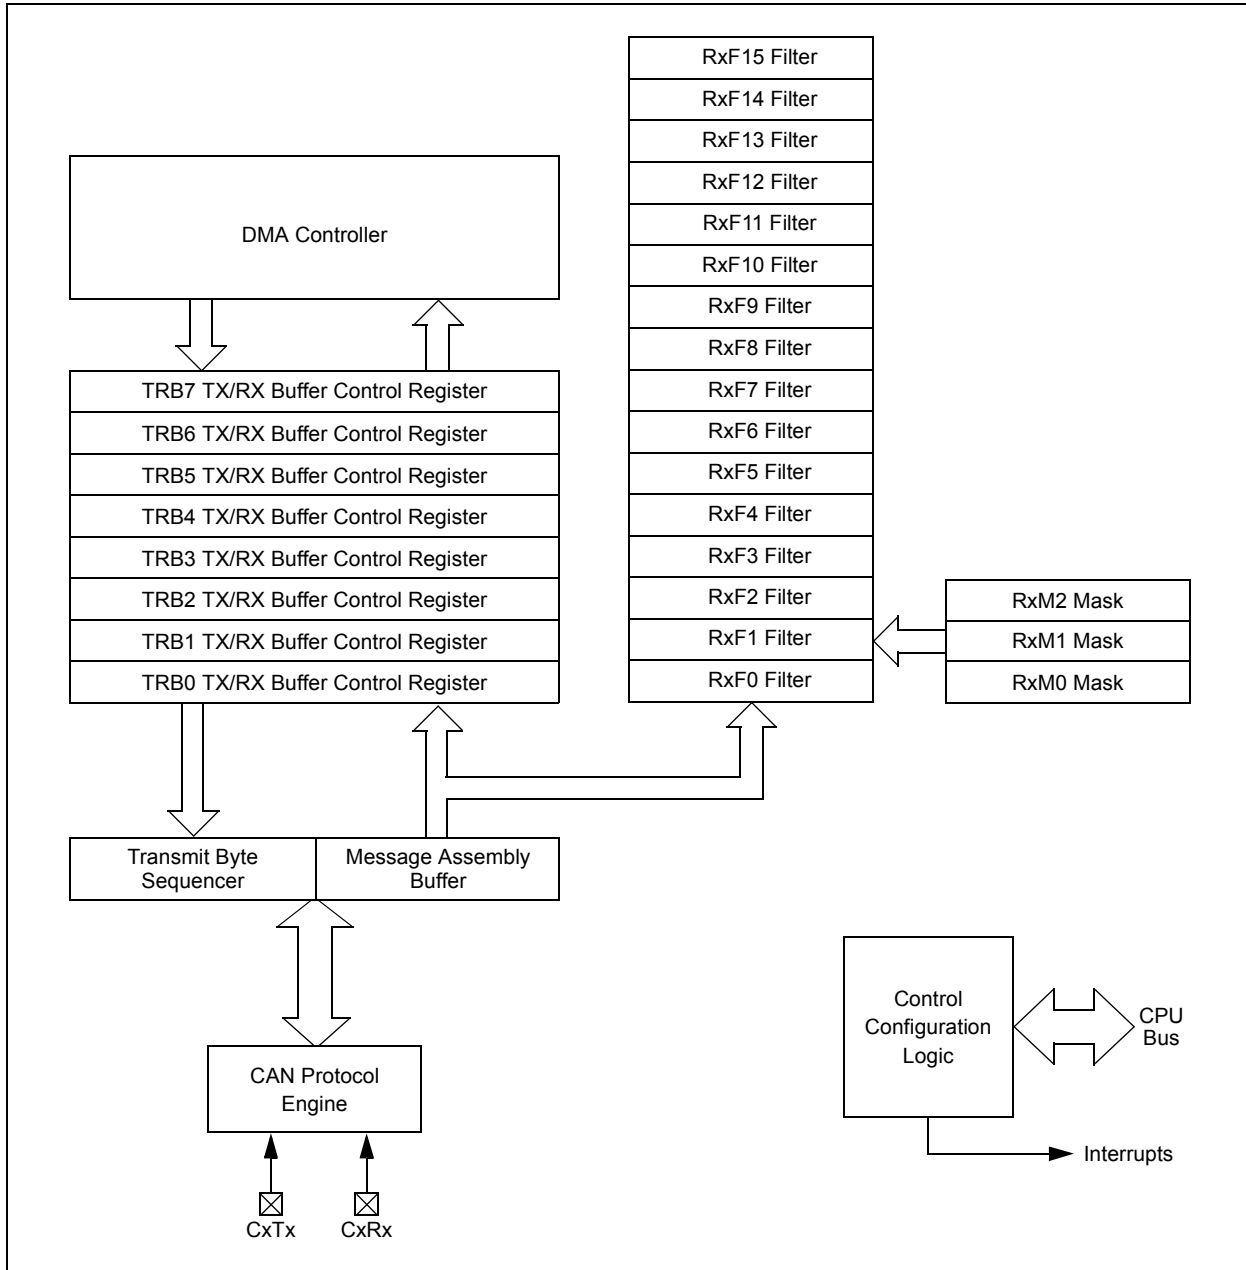 DMA Controller
TRB7 TX/RX Buffer Control Register
TRB6 TX/RX Buffer Control Register
TRB5 TX/RX Buffer Control Register
TRB4 TX/RX Buffer Control Register
TRB3 TX/RX Buffer Control Register
TRB2 TX/RX Buffer Control Register
TRB1 TX/RX Buffer Control Register
TRB0 TX/RX Buffer Control Register
RxF15 Filter
RxF14 Filter
RxF13 Filter
RxF12 Filter
RxF11 Filter
RxF10 Filter
RxF9 Filter
RxF8 Filter
RxF7 Filter
RxF6 Filter
RxF5 Filter
RxF4 Filter
RxF3 Filter
RxF2 Filter
RxF1 Filter
RxF0 Filter
RxM2 Mask
RxM1 Mask
RxM0 Mask
Transmit Byte
Sequencer
Message Assembly
Buffer
CAN Protocol
Engine
CxTx
CxRx
Control
Configuration
Logic
CPU
Bus
Interrupts